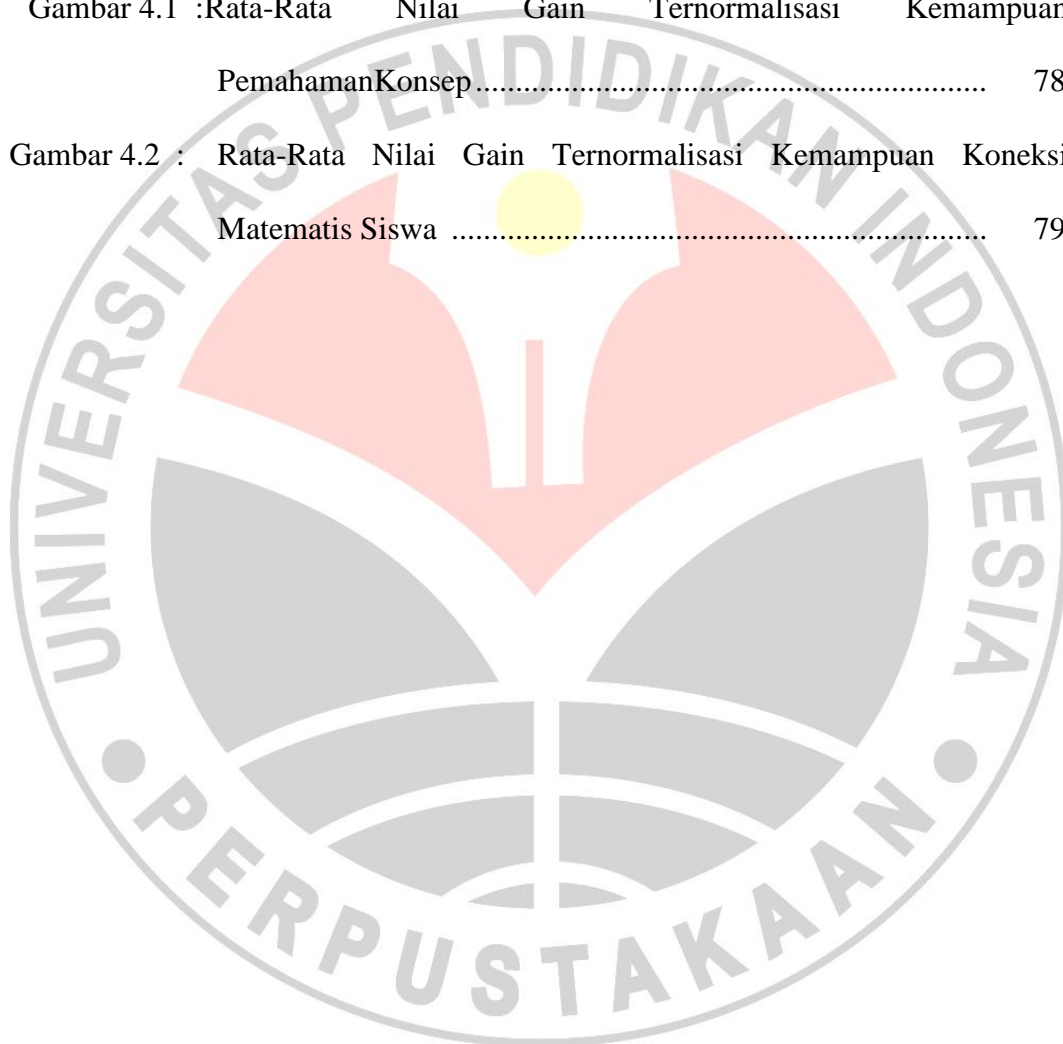 Gambar 4.1 :Rata-Rata Nilai Gain Ternormalisasi Kemampuan
PemahamanKonsep................................................................ 78
Gambar 4.2 : Rata-Rata Nilai Gain Ternormalisasi Kemampuan Koneksi
Matematis Siswa ................................................................... 79
UNIVERSITAS PENDIDIKAN INDONESIA
PERPUSTAKAAN